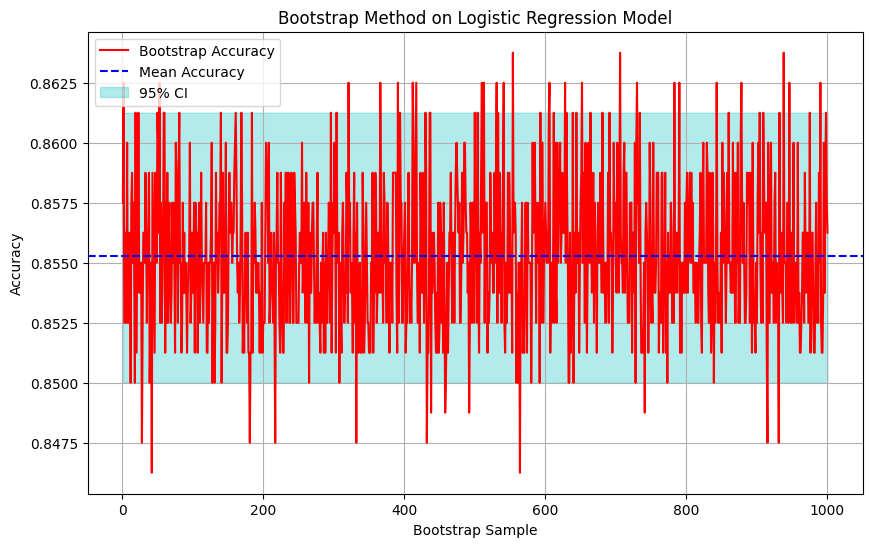 Bootstrap Method on Logistic Regression Model
Bootstrap Accuracy
Mean Accuracy
95% CI
Accuracy
0.8625
0.8600
0.8575
0.8550
0.8525
0.8500
0.8475
0 200 400 600 800 1000
Bootstrap Sample